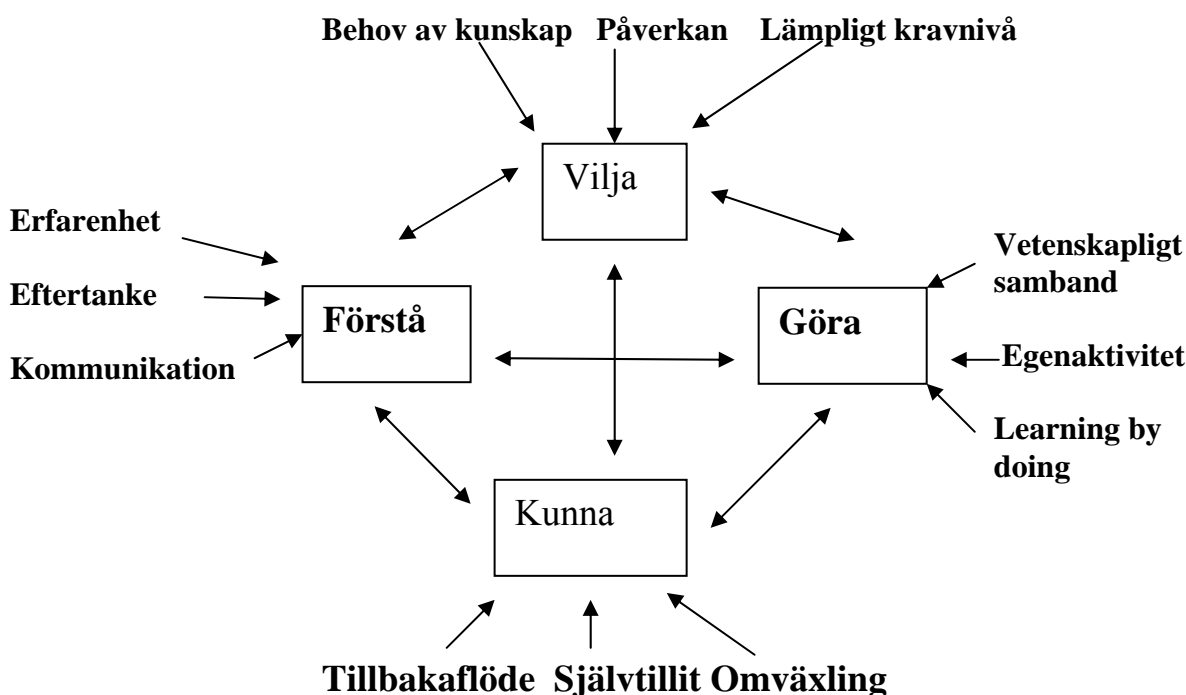 Behov av kunskap Påverkan Lämpligt kravnivå
Vilja
Erfarenhet
Eftertanke
Kommunikation
Förstå
Göra
Vetenskapligt
samband
Egenaktivitet
Learning by
doing
Kunna
Tillbakaflöde Självtillit Omväxling